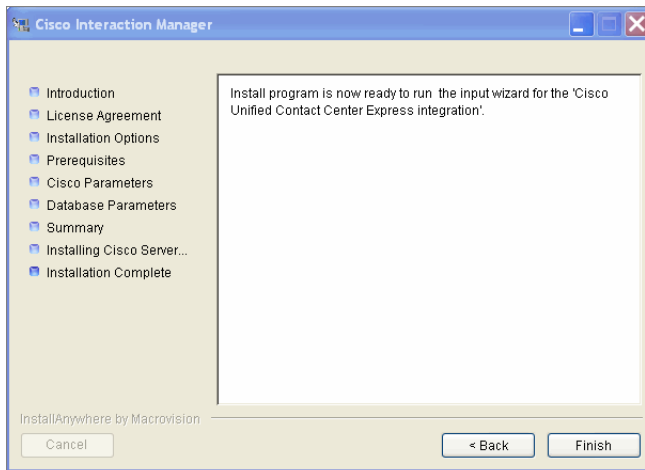 Cisco Interaction Manager
Introduction
License Agreement
Installation Options
Prerequisites
Cisco Parameters
Database Parameters
Summary
Installing Cisco Server...
Installation Complete
Install program is now ready to run the input wizard for the 'Cisco
Unified Contact Center Express integration'.
InstallAnywhere by Macrovision
Cancel
< Back
Finish